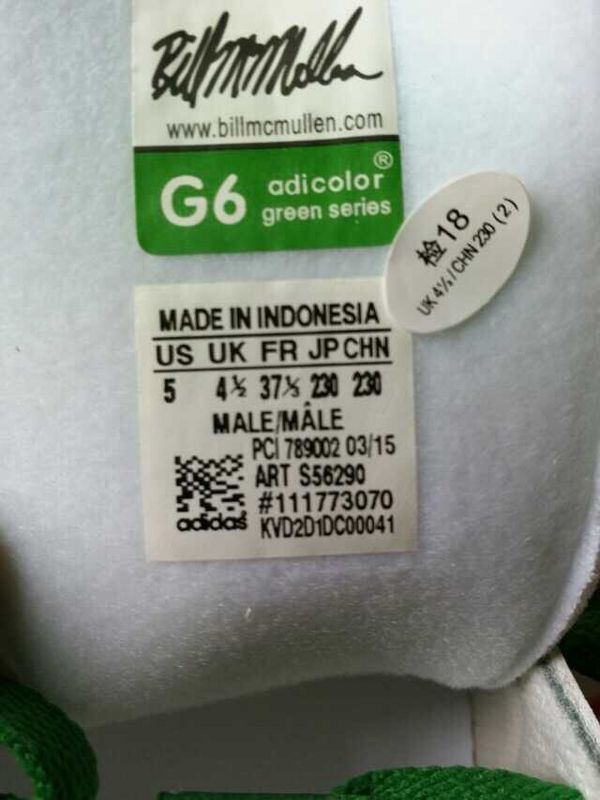 Bill McMullen
www.billmcmullen.com
G6 adicolor®
green series
检18
UK 4½/CHN 230 (2)
MADE IN INDONESIA
US UK FR JP CHN
5 4½ 37⅓ 230 230
MALE/MÂLE
PCI 789002 03/15
ART S56290
#111773070
adidas KVD2D1DC00041